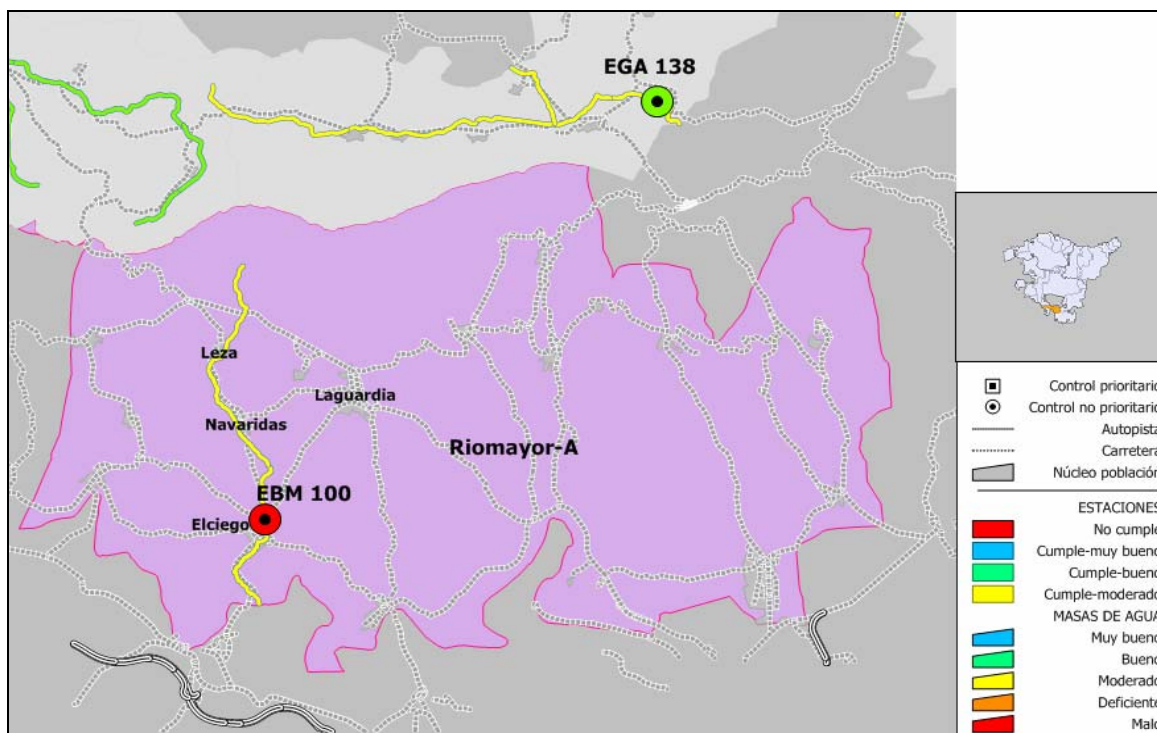 EGA 138
Leza
Laguardia
Navaridas
Riomayor-A
EBM 100
Elciego
Control prioritario
Control no prioritario
Autopista
Carretera
Núcleo población
ESTACIONES
No cumple
Cumple-muy bueno
Cumple-bueno
Cumple-moderado
MASAS DE AGUA
Muy bueno
Bueno
Moderado
Deficiente
Malo